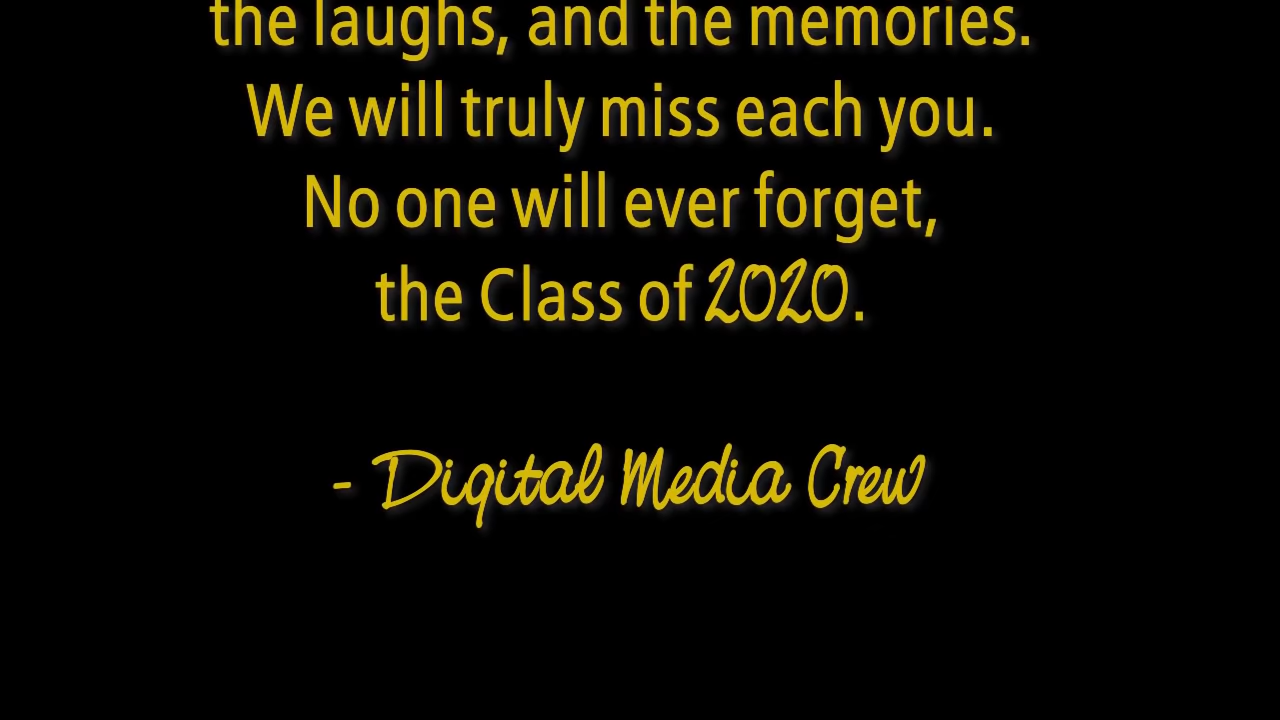 the laughs, and the memories.
We will truly miss each you.
No one will ever forget,
the Class of 2020.
- Digital Media Crew